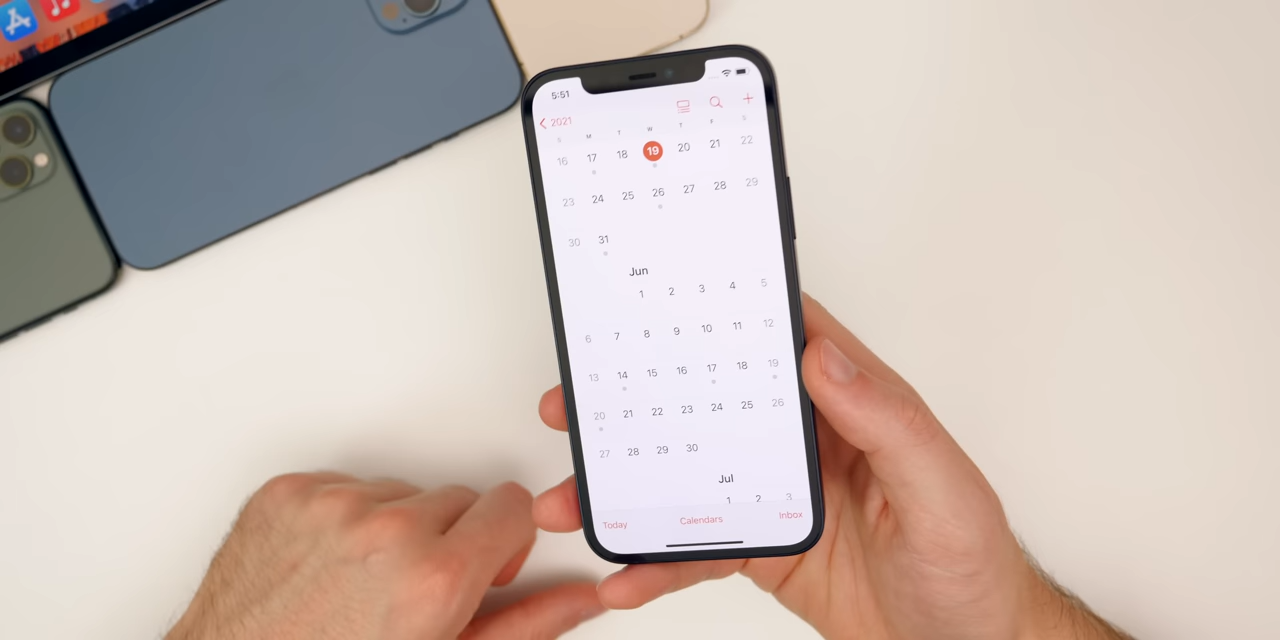 5:51
2021
S M T W T F S
16 17 18 19 20 21 22
23 24 25 26 27 28 29
30 31
Jun
1 2 3 4 5
6 7 8 9 10 11 12
13 14 15 16 17 18 19
20 21 22 23 24 25 26
27 28 29 30
Jul
1 2 3
Today Calendars Inbox